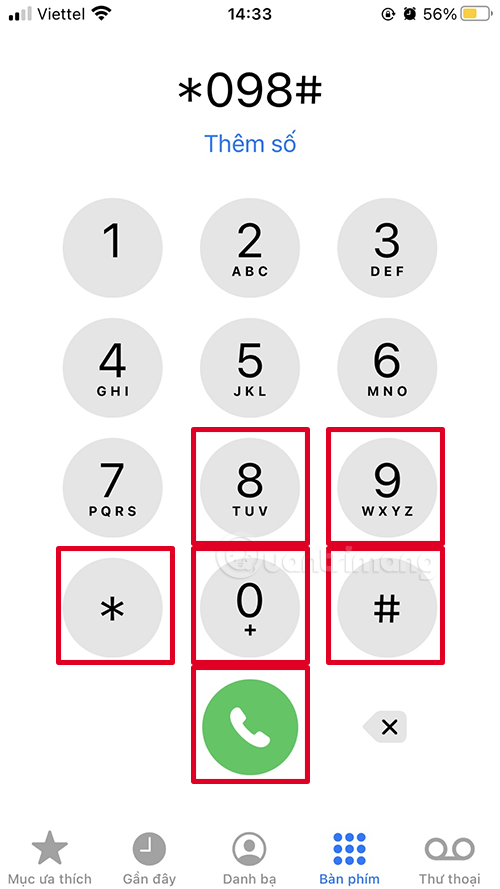 Viettel 14:33 56%
*098#
Thêm số
1 2 3
ABC DEF
4 5 6
GHI JKL MNO
7 8 9
PQRS TUV WXYZ
Quantrimang
* 0 #
+
Mục ưa thích Gần đây Danh bạ Bàn phím Thư thoại